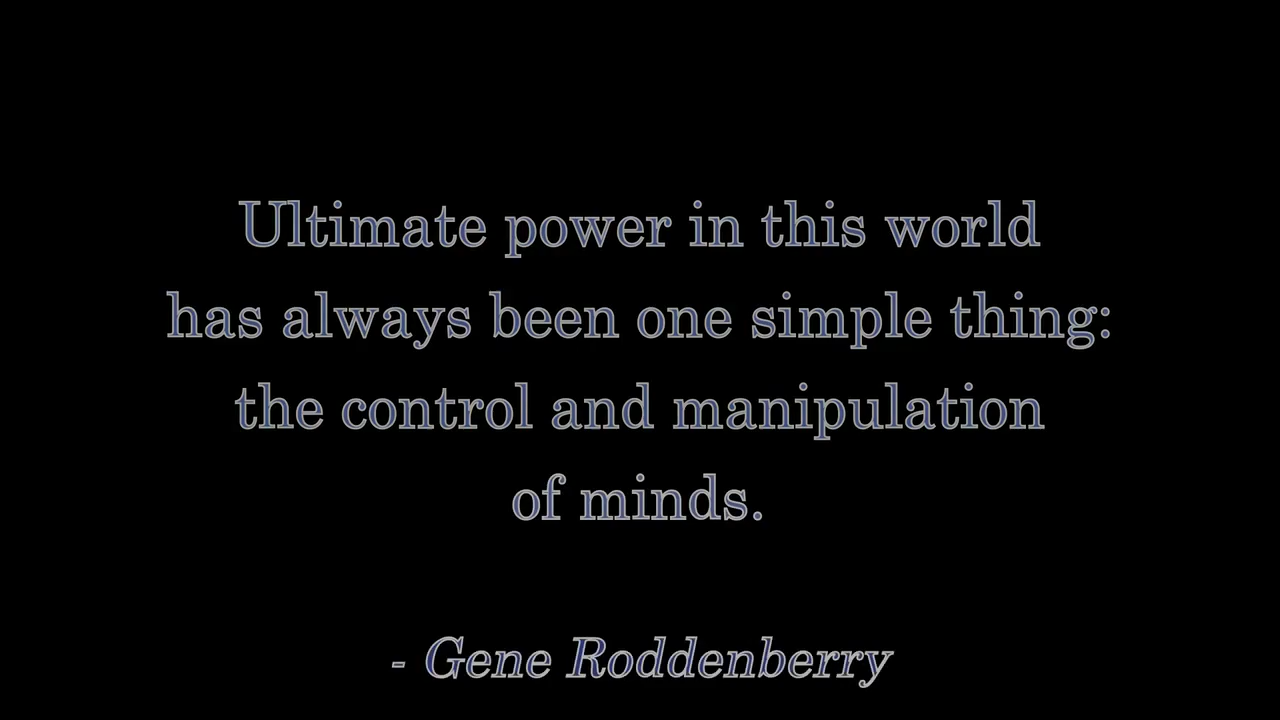 Ultimate power in this world
has always been one simple thing:
the control and manipulation
of minds.
- Gene Roddenberry